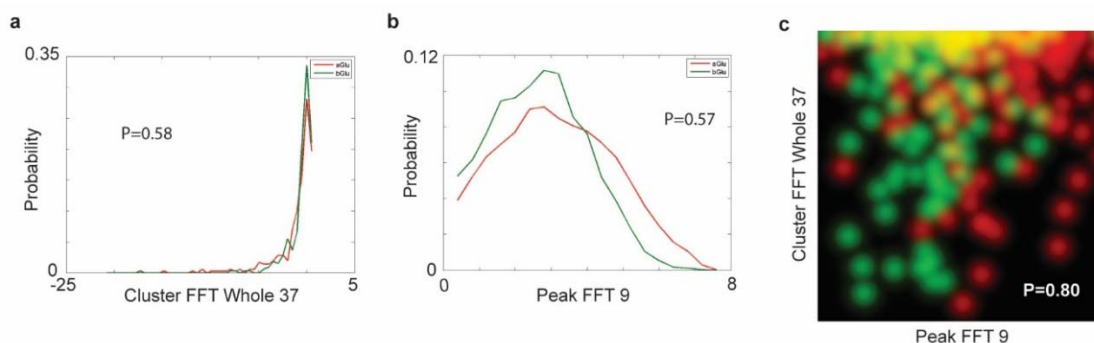 a
0.35
aGlu
bGlu
P=0.58
Probability
0
-25
5
Cluster FFT Whole 37
b
0.12
aGlu
bGlu
P=0.57
Probability
0
0
8
Peak FFT 9
c
Cluster FFT Whole 37
P=0.80
Peak FFT 9